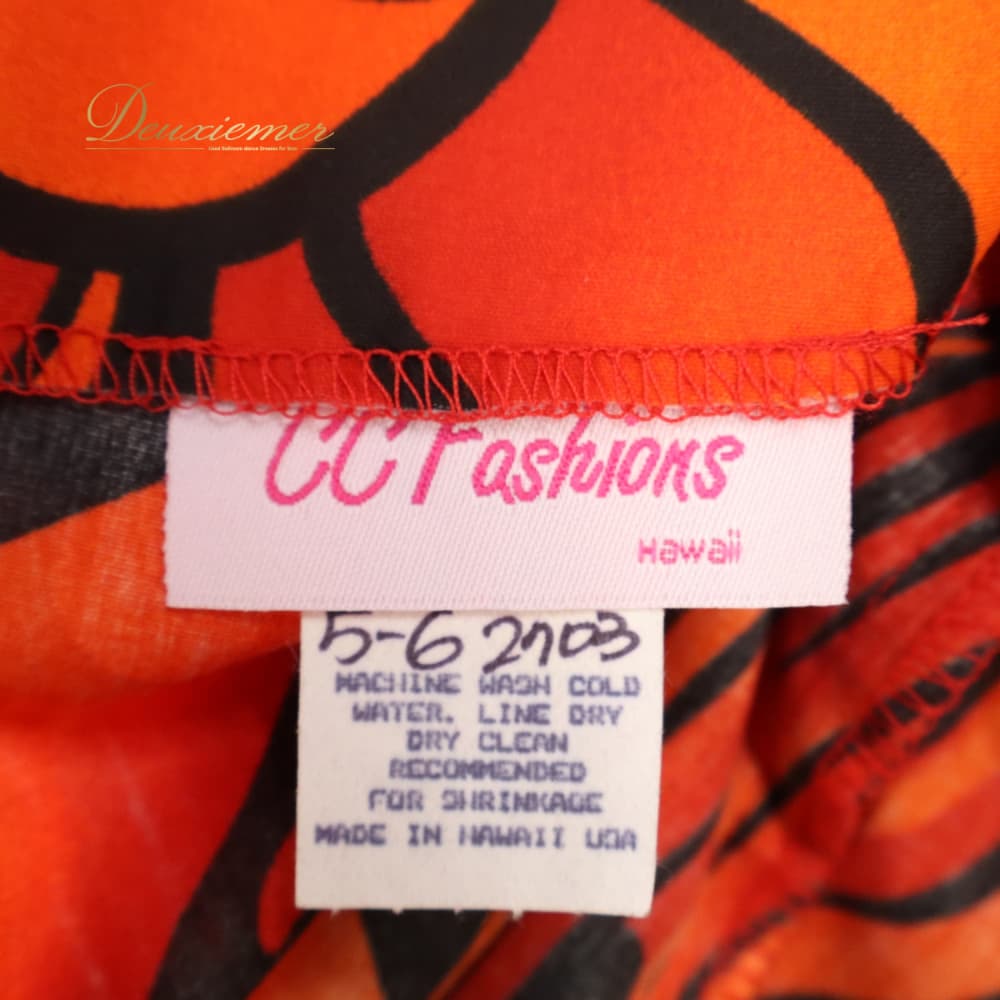 Deuxiemer
CC Fashions
Hawaii
5-6 2703
MACHINE WASH COLD
WATER. LINE DRY
DRY CLEAN
RECOMMENDED
FOR SHRINKAGE
MADE IN HAWAII USA